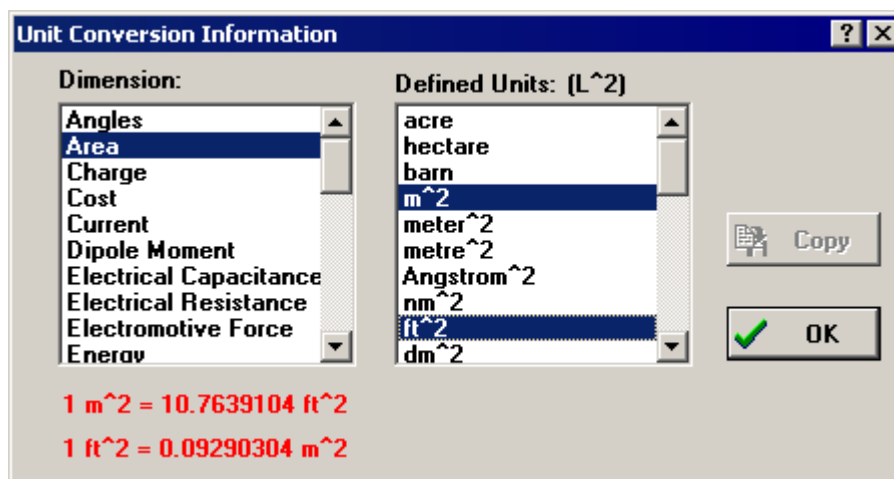 Unit Conversion Information
Dimension:
Angles
Area
Charge
Cost
Current
Dipole Moment
Electrical Capacitance
Electrical Resistance
Electromotive Force
Energy
Defined Units: (L^2)
acre
hectare
barn
m^2
meter^2
metre^2
Angstrom^2
nm^2
ft^2
dm^2
Copy
OK
1 m^2 = 10.7639104 ft^2
1 ft^2 = 0.09290304 m^2